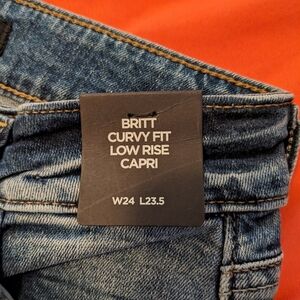 BRITT
CURVY FIT
LOW RISE
CAPRI
W24 L23.5